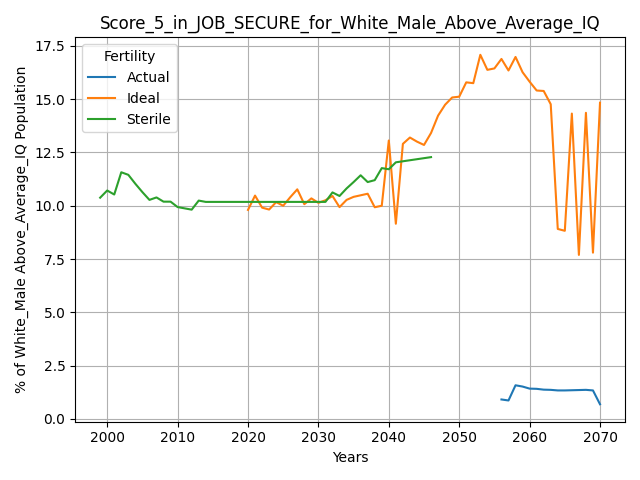 Score_5_in_JOB_SECURE_for_White_Male_Above_Average_IQ
% of White_Male Above_Average_IQ Population
17.5
15.0
12.5
10.0
7.5
5.0
2.5
0.0
Fertility
Actual
Ideal
Sterile
2000
2010
2020
2030
2040
2050
2060
2070
Years